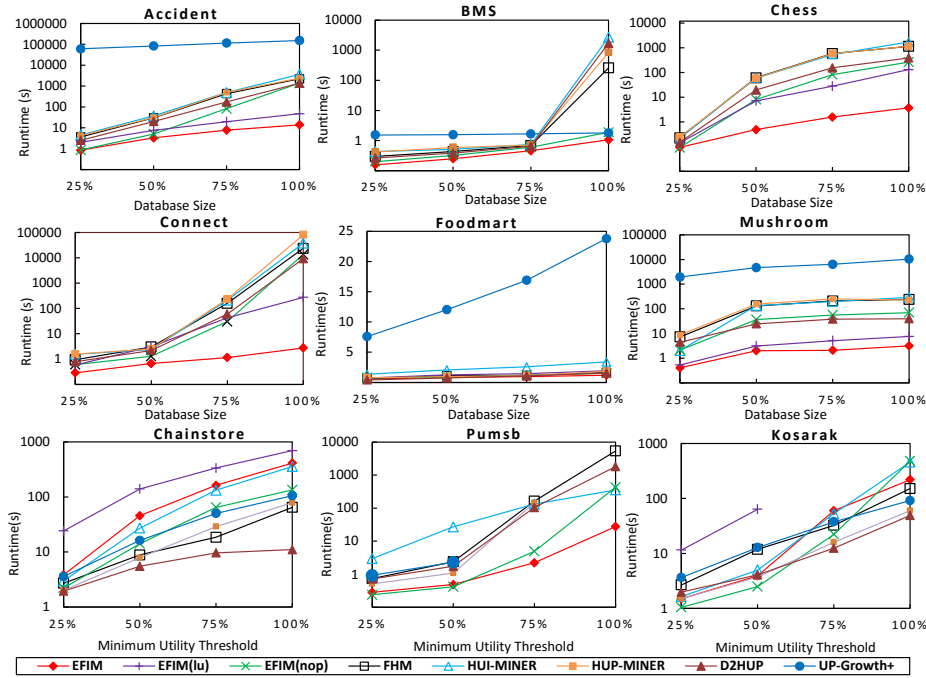 Accident
BMS
Chess
Runtime (s)
1000000
100000
10000
1000
100
10
1
25% 50% 75% 100%
Database Size
Runtime (s)
10000
1000
100
10
1
25% 50% 75% 100%
Database Size
Runtime (s)
10000
1000
100
10
1
25% 50% 75% 100%
Database Size
Connect
Foodmart
Mushroom
Runtime(s)
100000
10000
1000
100
10
1
25% 50% 75% 100%
Database Size
Runtime(s)
25
20
15
10
5
25% 50% 75% 100%
Database Size
Runtime(s)
100000
10000
1000
100
10
1
25% 50% 75% 100%
Database Size
Chainstore
Pumsb
Kosarak
Runtime(s)
1000
100
10
1
25% 50% 75% 100%
Minimum Utility Threshold
Runtime(s)
10000
1000
100
10
1
25% 50% 75% 100%
Minimum Utility Threshold
Runtime(s)
1000
100
10
1
25% 50% 75% 100%
Minimum Utility Threshold
EFIM EFIM(lu) EFIM(nop) FHM HUI-MINER HUP-MINER D2HUP UP-Growth+